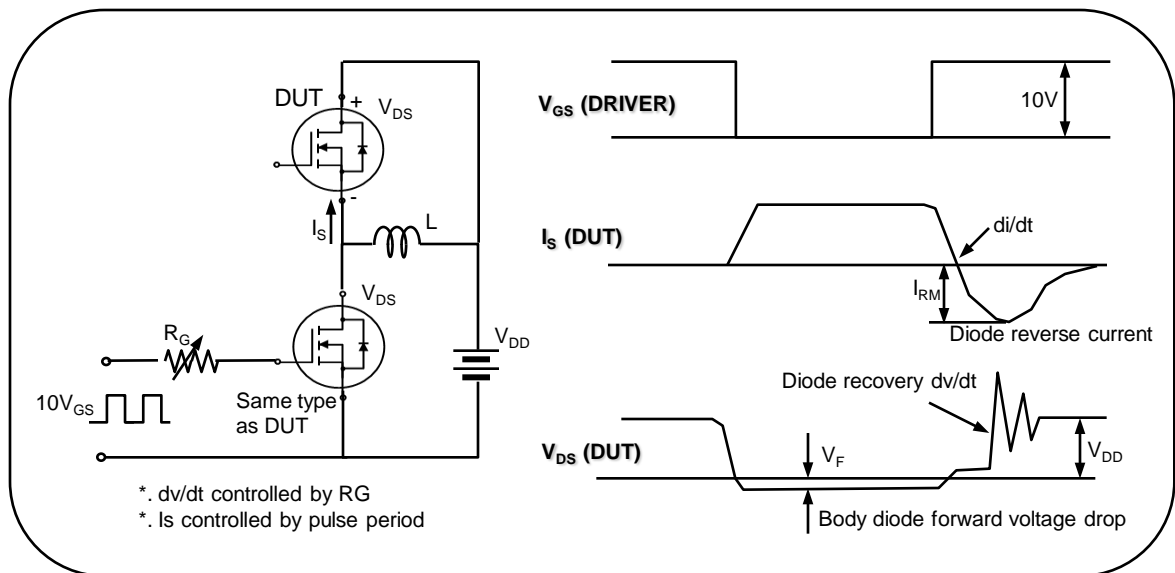 DUT
+
V_DS
-
I_S
L
V_DS
R_G
V_DD
10V_GS
Same type
as DUT
*. dv/dt controlled by RG
*. Is controlled by pulse period
V_GS (DRIVER)
10V
I_S (DUT)
di/dt
I_RM
Diode reverse current
Diode recovery dv/dt
V_DS (DUT)
V_F
V_DD
Body diode forward voltage drop